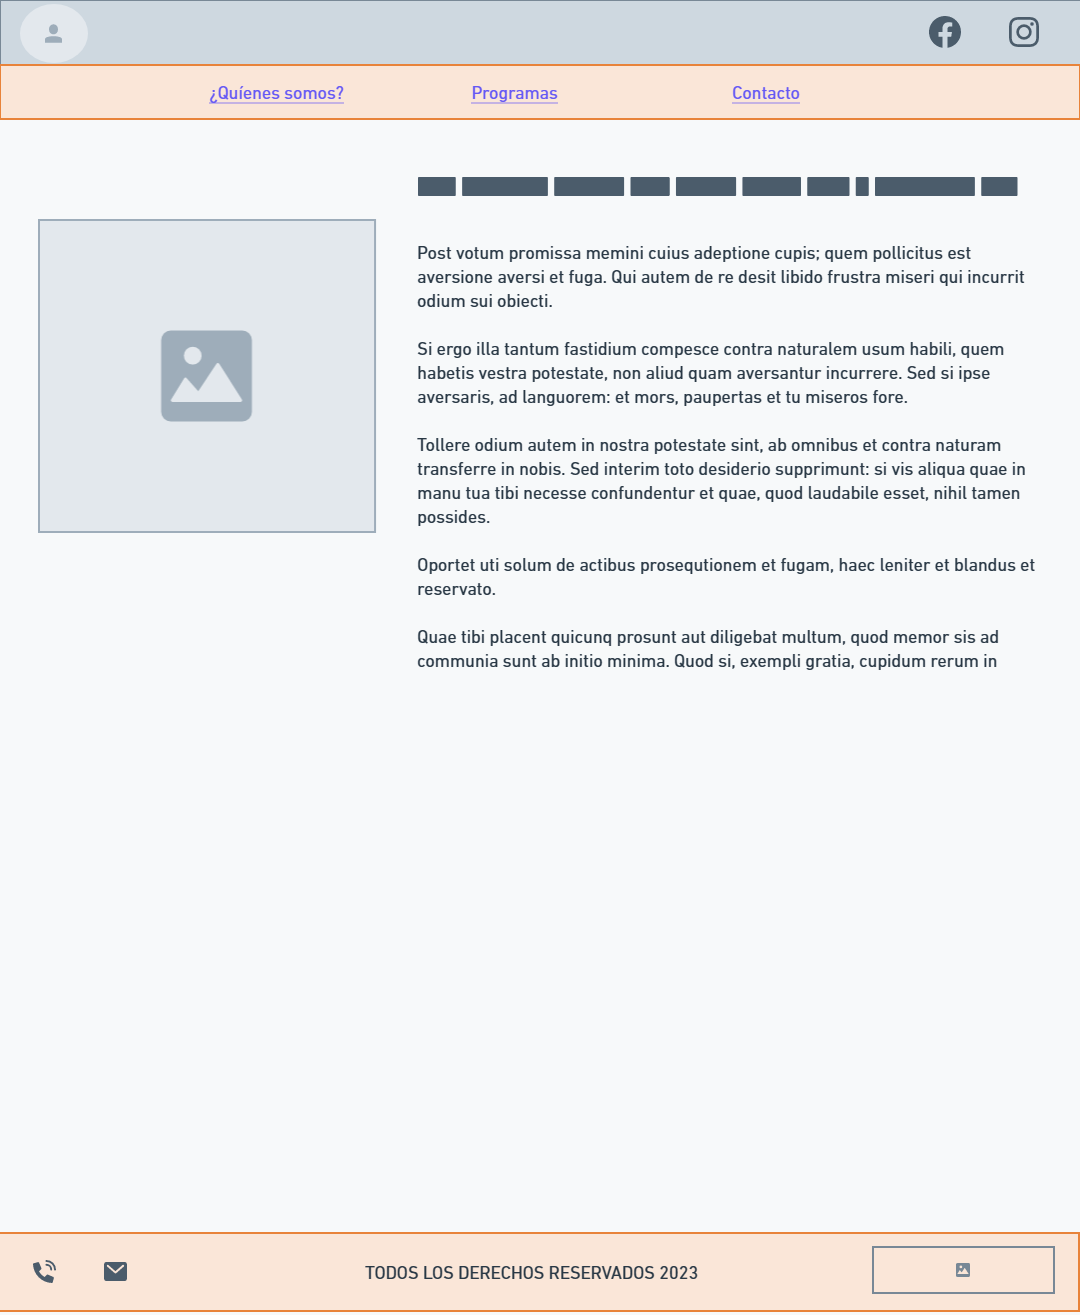 ¿Quíenes somos?
Programas
Contacto
Post votum promissa memini cuius adeptione cupis; quem pollicitus est
aversione aversi et fuga. Qui autem de re desit libido frustra miseri qui incurrit
odium sui obiecti.
Si ergo illa tantum fastidium compesce contra naturalem usum habili, quem
habetis vestra potestate, non aliud quam aversantur incurrere. Sed si ipse
aversaris, ad languorem: et mors, paupertas et tu miseros fore.
Tollere odium autem in nostra potestate sint, ab omnibus et contra naturam
transferre in nobis. Sed interim toto desiderio supprimunt: si vis aliqua quae in
manu tua tibi necesse confundentur et quae, quod laudabile esset, nihil tamen
possides.
Oportet uti solum de actibus prosequtionem et fugam, haec leniter et blandus et
reservato.
Quae tibi placent quicunq prosunt aut diligebat multum, quod memor sis ad
communia sunt ab initio minima. Quod si, exempli gratia, cupidum rerum in
TODOS LOS DERECHOS RESERVADOS 2023